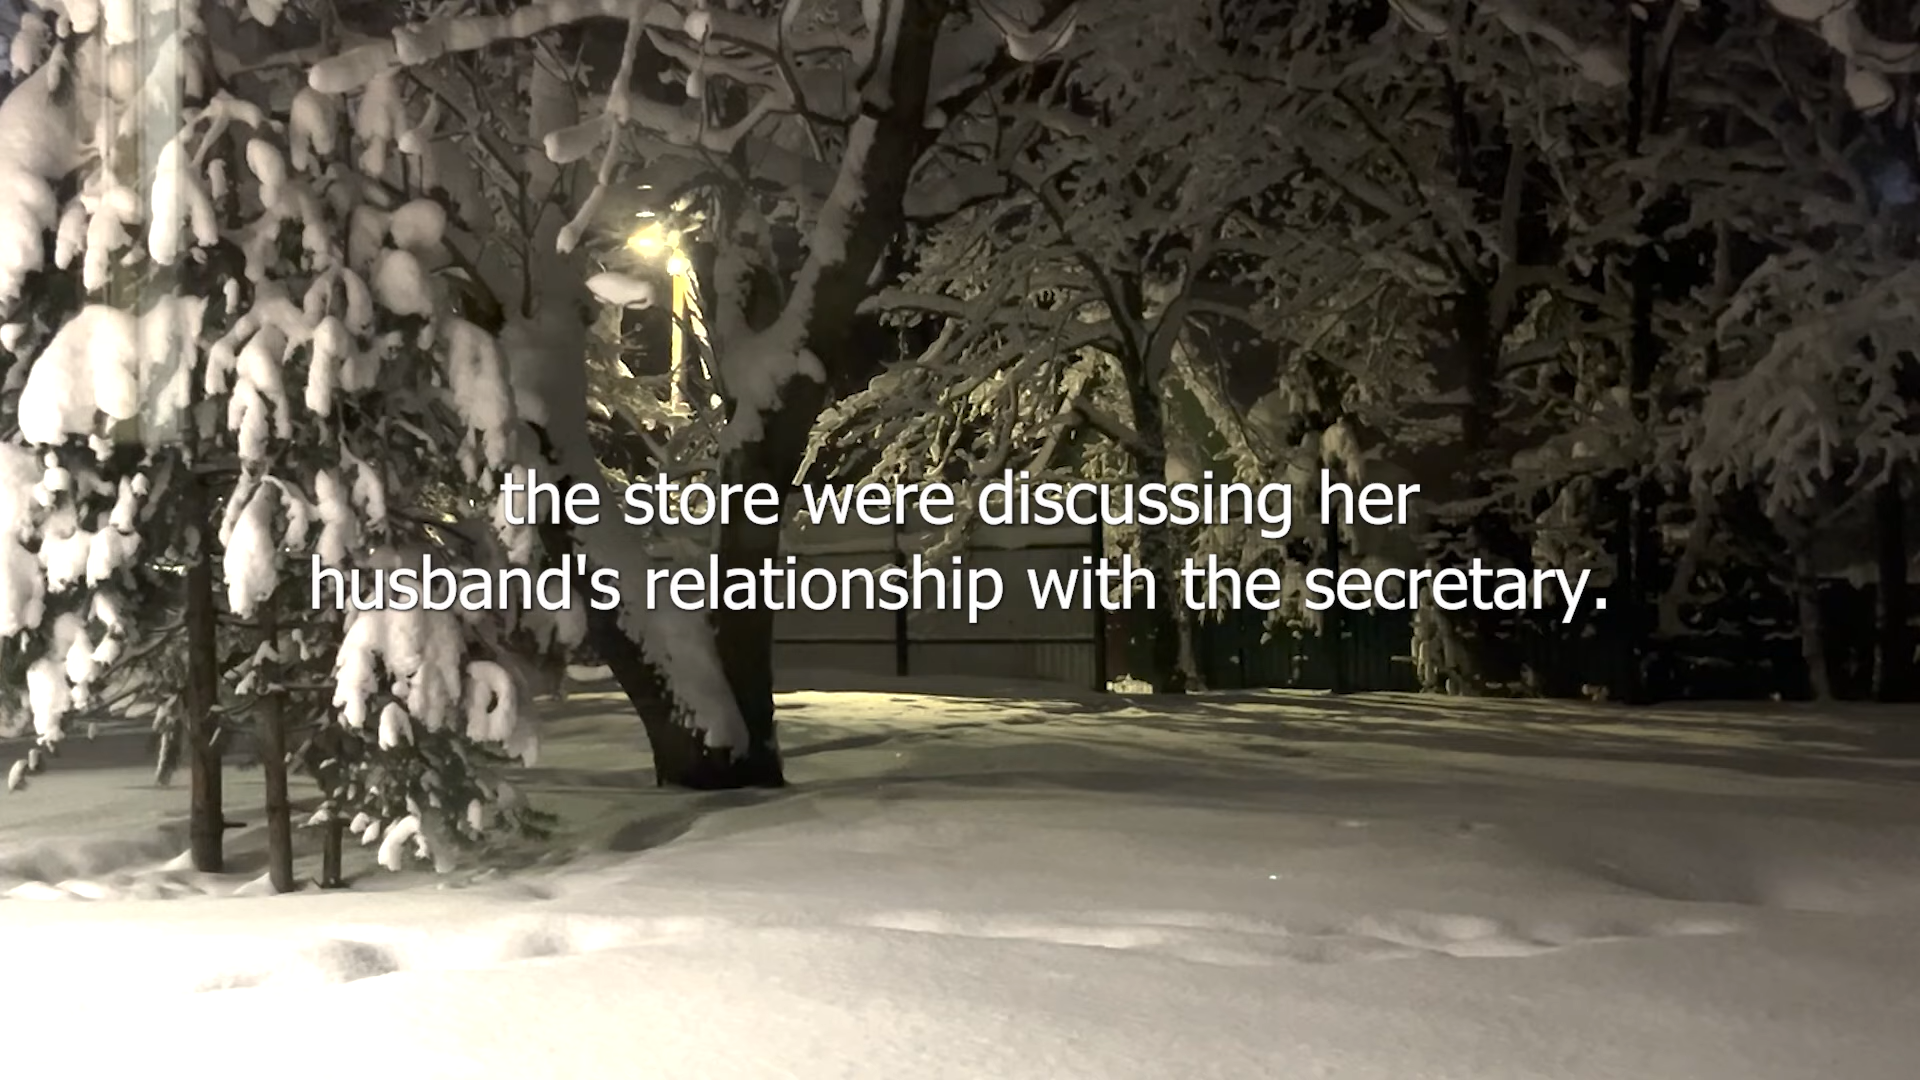 the store were discussing her
husband's relationship with the secretary.